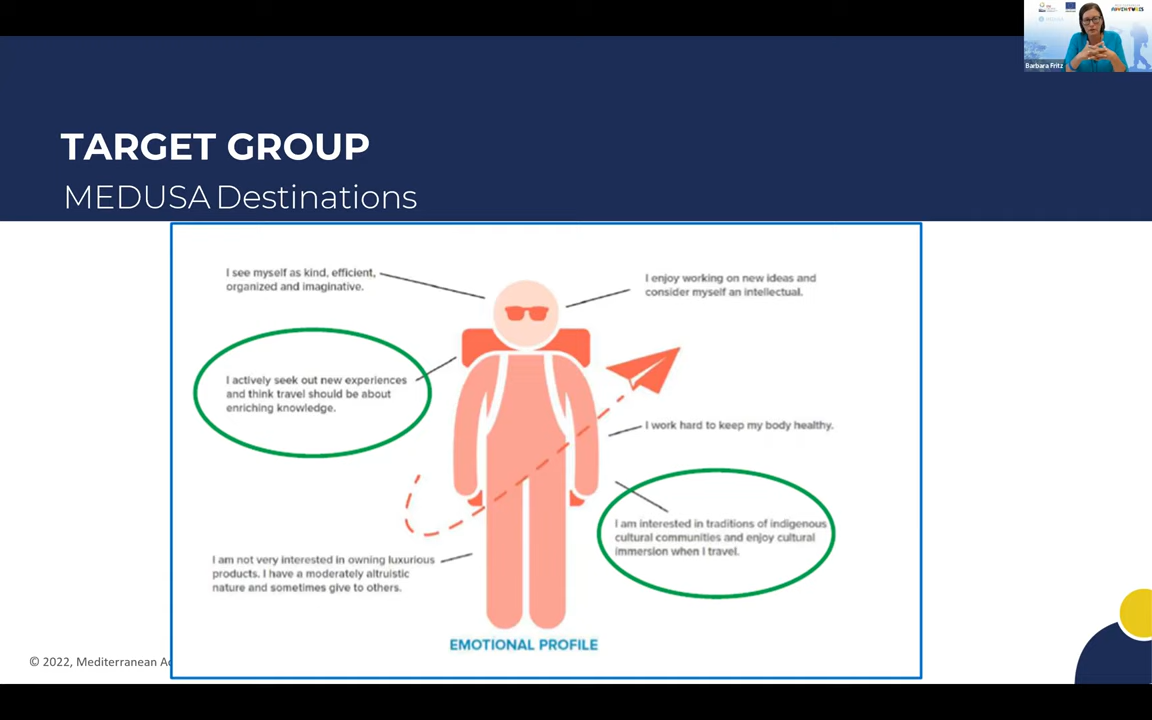 Barbara Fritz
TARGET GROUP
MEDUSA Destinations
I see myself as kind, efficient,
organized and imaginative.
I enjoy working on new ideas and
consider myself an intellectual.
I actively seek out new experiences
and think travel should be about
enriching knowledge.
I work hard to keep my body healthy.
I am interested in traditions of indigenous
cultural communities and enjoy cultural
immersion when I travel.
I am not very interested in owning luxurious
products. I have a moderately altruistic
nature and sometimes give to others.
EMOTIONAL PROFILE
© 2022, Mediterranean